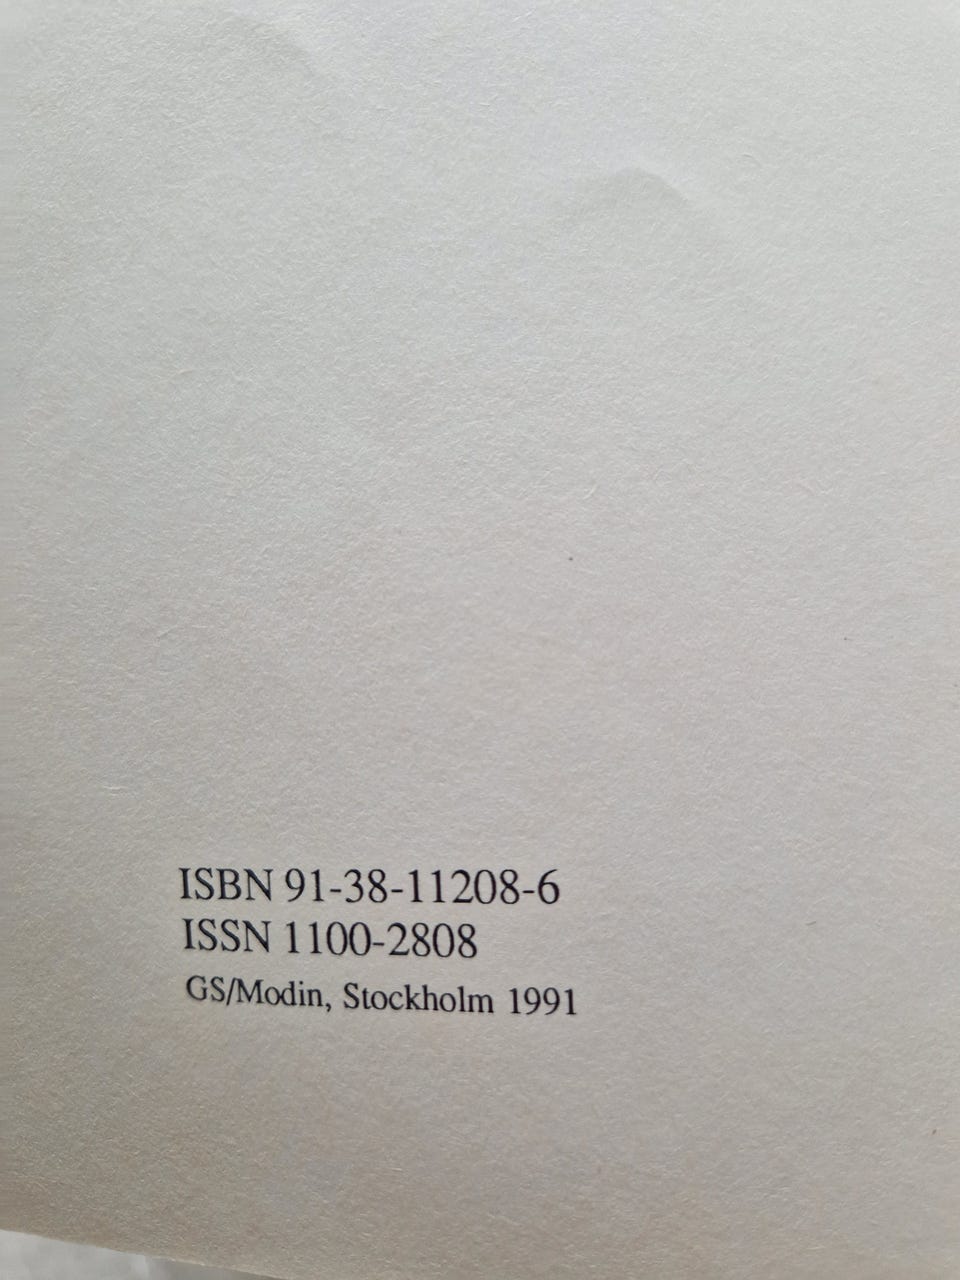 ISBN 91-38-11208-6
ISSN 1100-2808
GS/Modin, Stockholm 1991